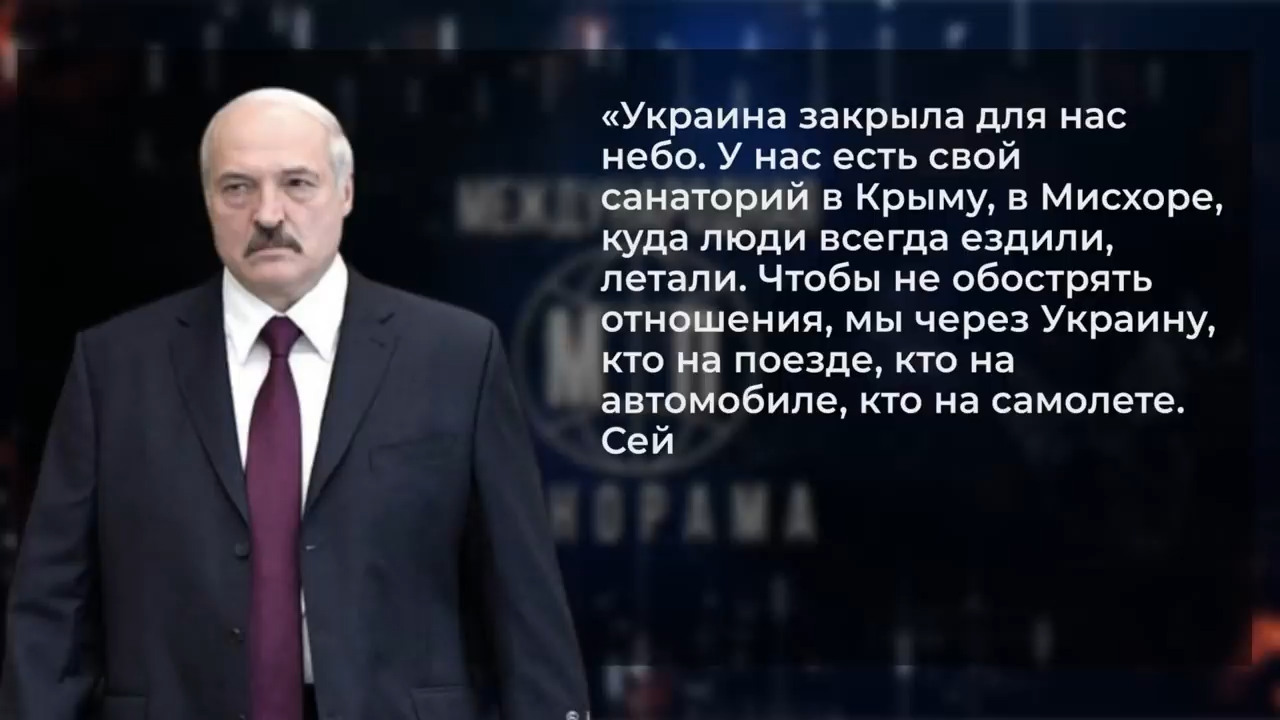 «Украина закрыла для нас
небо. У нас есть свой
санаторий в Крыму, в Мисхоре,
куда люди всегда ездили,
летали. Чтобы не обострять
отношения, мы через Украину,
кто на поезде, кто на
автомобиле, кто на самолете.
Сей